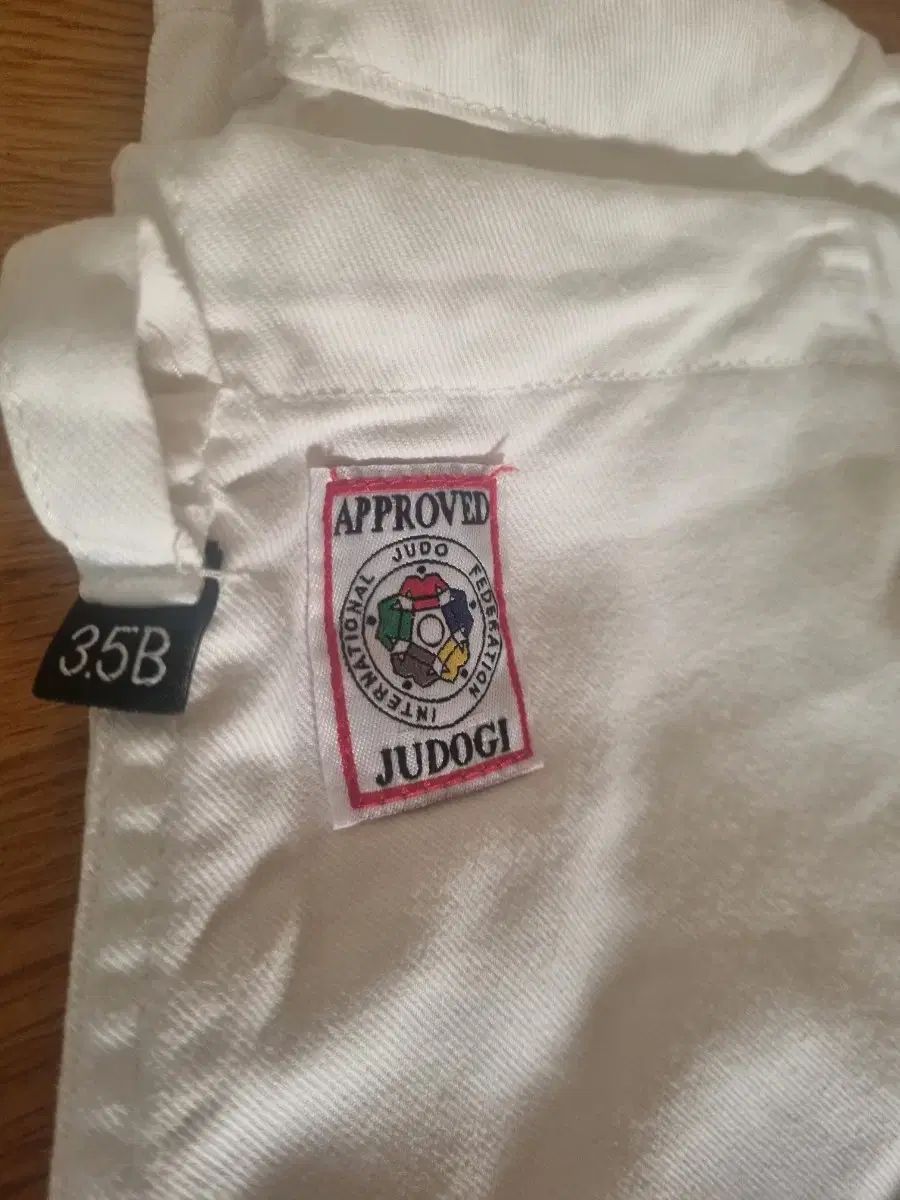 APPROVED
INTERNATIONAL JUDO FEDERATION
JUDOGI
3.5B